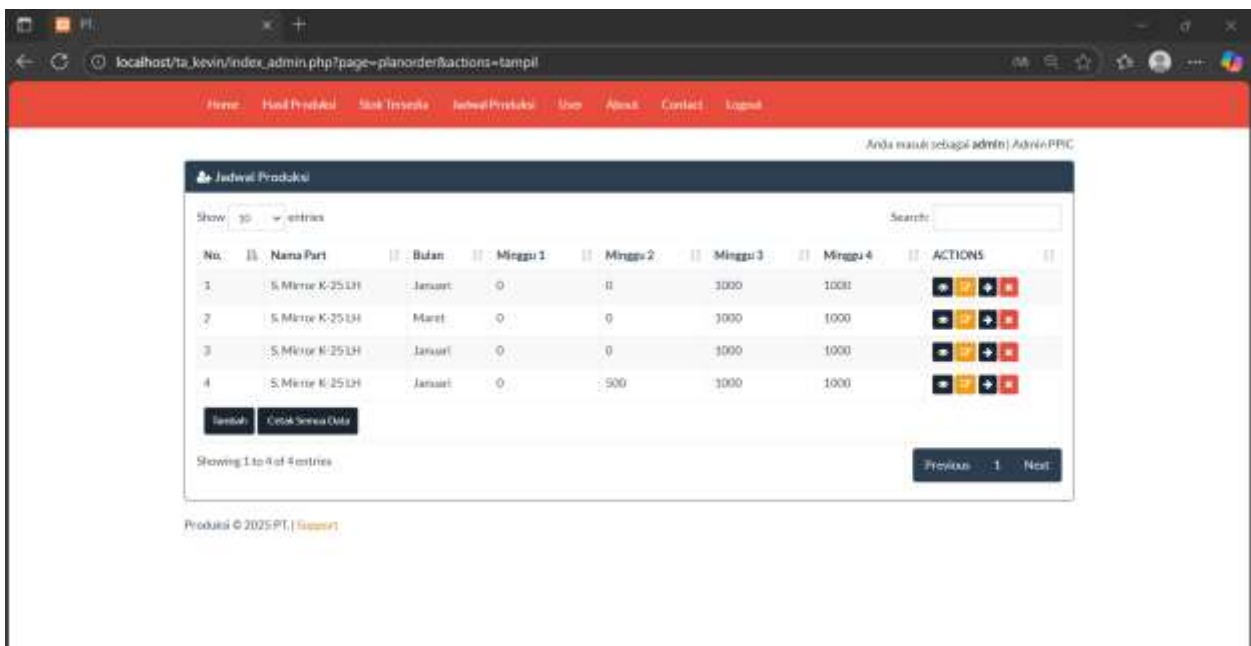 PT.
localhost/ta_kevin/index_admin.php?page=planorder&actions=tampil
Home Hasil Produksi Stok Tersedia Jadwal Produksi User About Contact Logout
Anda masuk sebagai admin | Admin PPIC
Jadwal Produksi
Show 10 entries Search:
No. Nama Part Bulan Minggu 1 Minggu 2 Minggu 3 Minggu 4 ACTIONS
1 S. Mirror K-25 LH Januari 0 0 1000 1000
2 S. Mirror K-25 LH Maret 0 0 1000 1000
3 S. Mirror K-25 LH Januari 0 0 1000 1000
4 S. Mirror K-25 LH Januari 0 500 1000 1000
Tambah Cetak Semua Data
Showing 1 to 4 of 4 entries Previous 1 Next
Produksi © 2025 PT. | Support